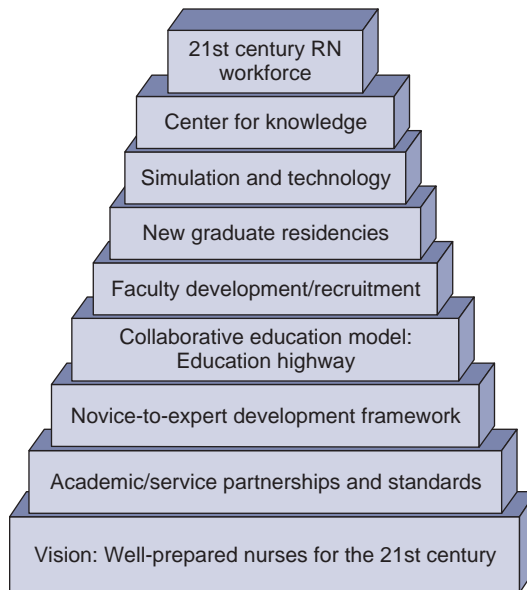 21st century RN
workforce
Center for knowledge
Simulation and technology
New graduate residencies
Faculty development/recruitment
Collaborative education model:
Education highway
Novice-to-expert development framework
Academic/service partnerships and standards
Vision: Well-prepared nurses for the 21st century